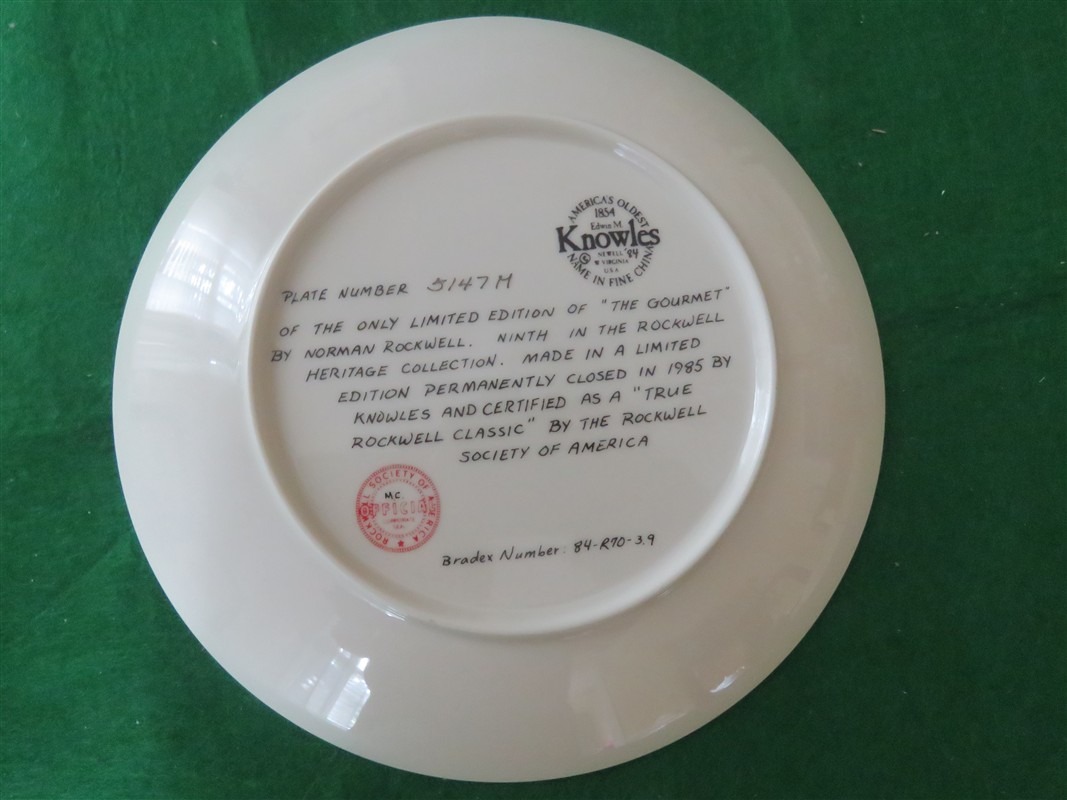 AMERICA'S OLDEST
1854
Edwin M.
Knowles
© NEWELL '84
W VIRGINIA
U S A
NAME IN FINE CHINA
PLATE NUMBER 5147M
OF THE ONLY LIMITED EDITION OF "THE GOURMET"
BY NORMAN ROCKWELL. NINTH IN THE ROCKWELL
HERITAGE COLLECTION. MADE IN A LIMITED
EDITION PERMANENTLY CLOSED IN 1985 BY
KNOWLES AND CERTIFIED AS A "TRUE
ROCKWELL CLASSIC" BY THE ROCKWELL
SOCIETY OF AMERICA
ROCKWELL SOCIETY OF AMERICA
M.C.
OFFICIAL
Bradex Number: 84-R70-3.9